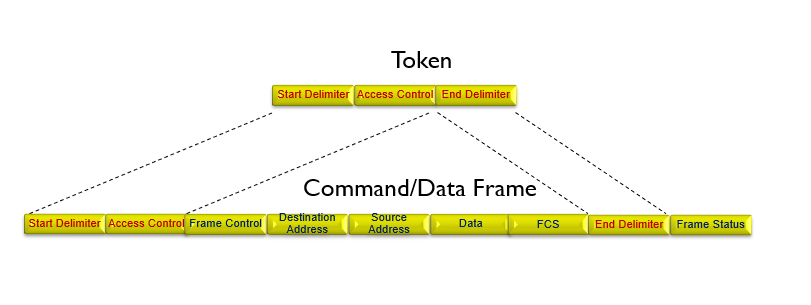 Token
Start Delimiter Access Control End Delimiter
Command/Data Frame
Start Delimiter Access Control Frame Control Destination Address Source Address Data FCS End Delimiter Frame Status